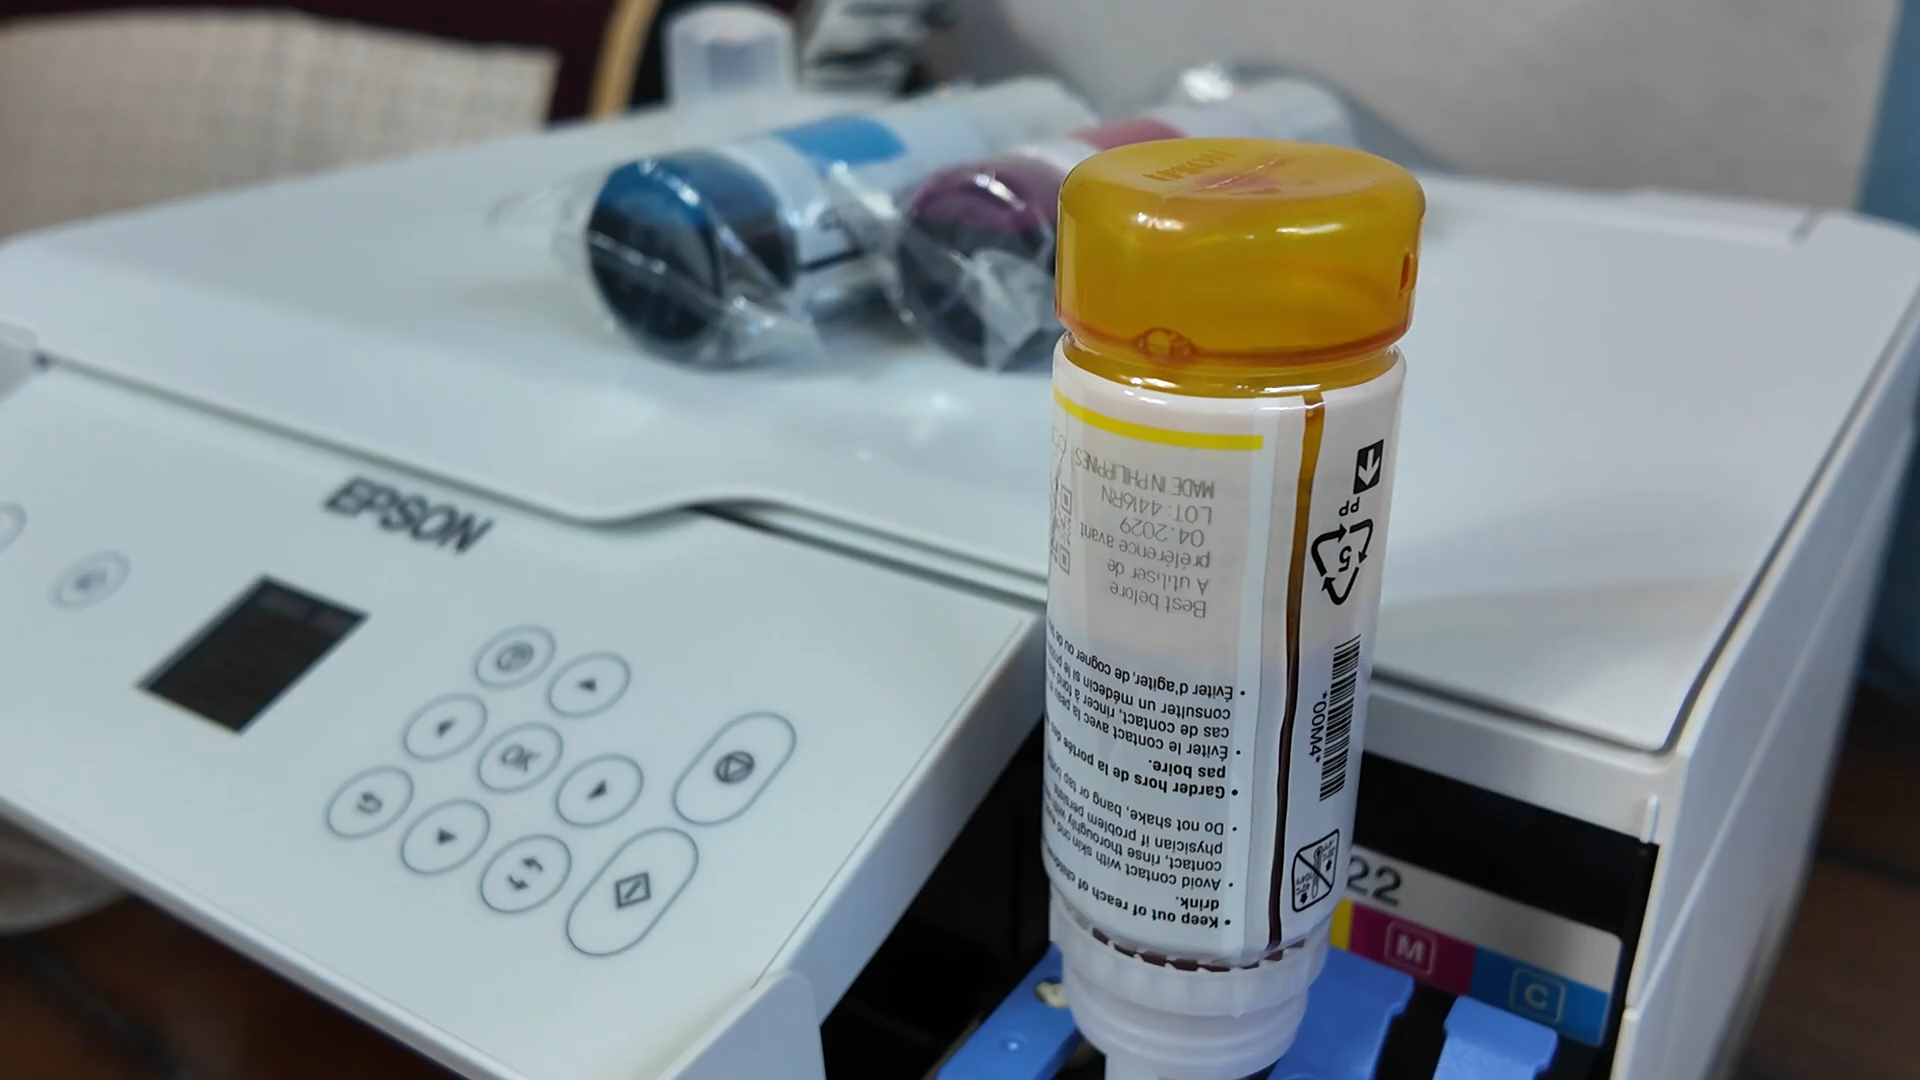 EPSON
EPSON
OK
• Keep out of reach of
drink.
• Avoid contact with skin and
contact, rinse thoroughly with
physician if problem persists.
• Do not shake, bang or tap
• Garder hors de la portée des
pas boire.
• Éviter le contact avec la peau
cas de contact, rincer à fond
consulter un médecin si le
• Éviter d'agiter, de cogner ou de
Best before
A utiliser de
préférence avant
04.2029
LOT: 4416RN
MADE IN PHILIPPINES
5
PP
*00M4*
22
M
C